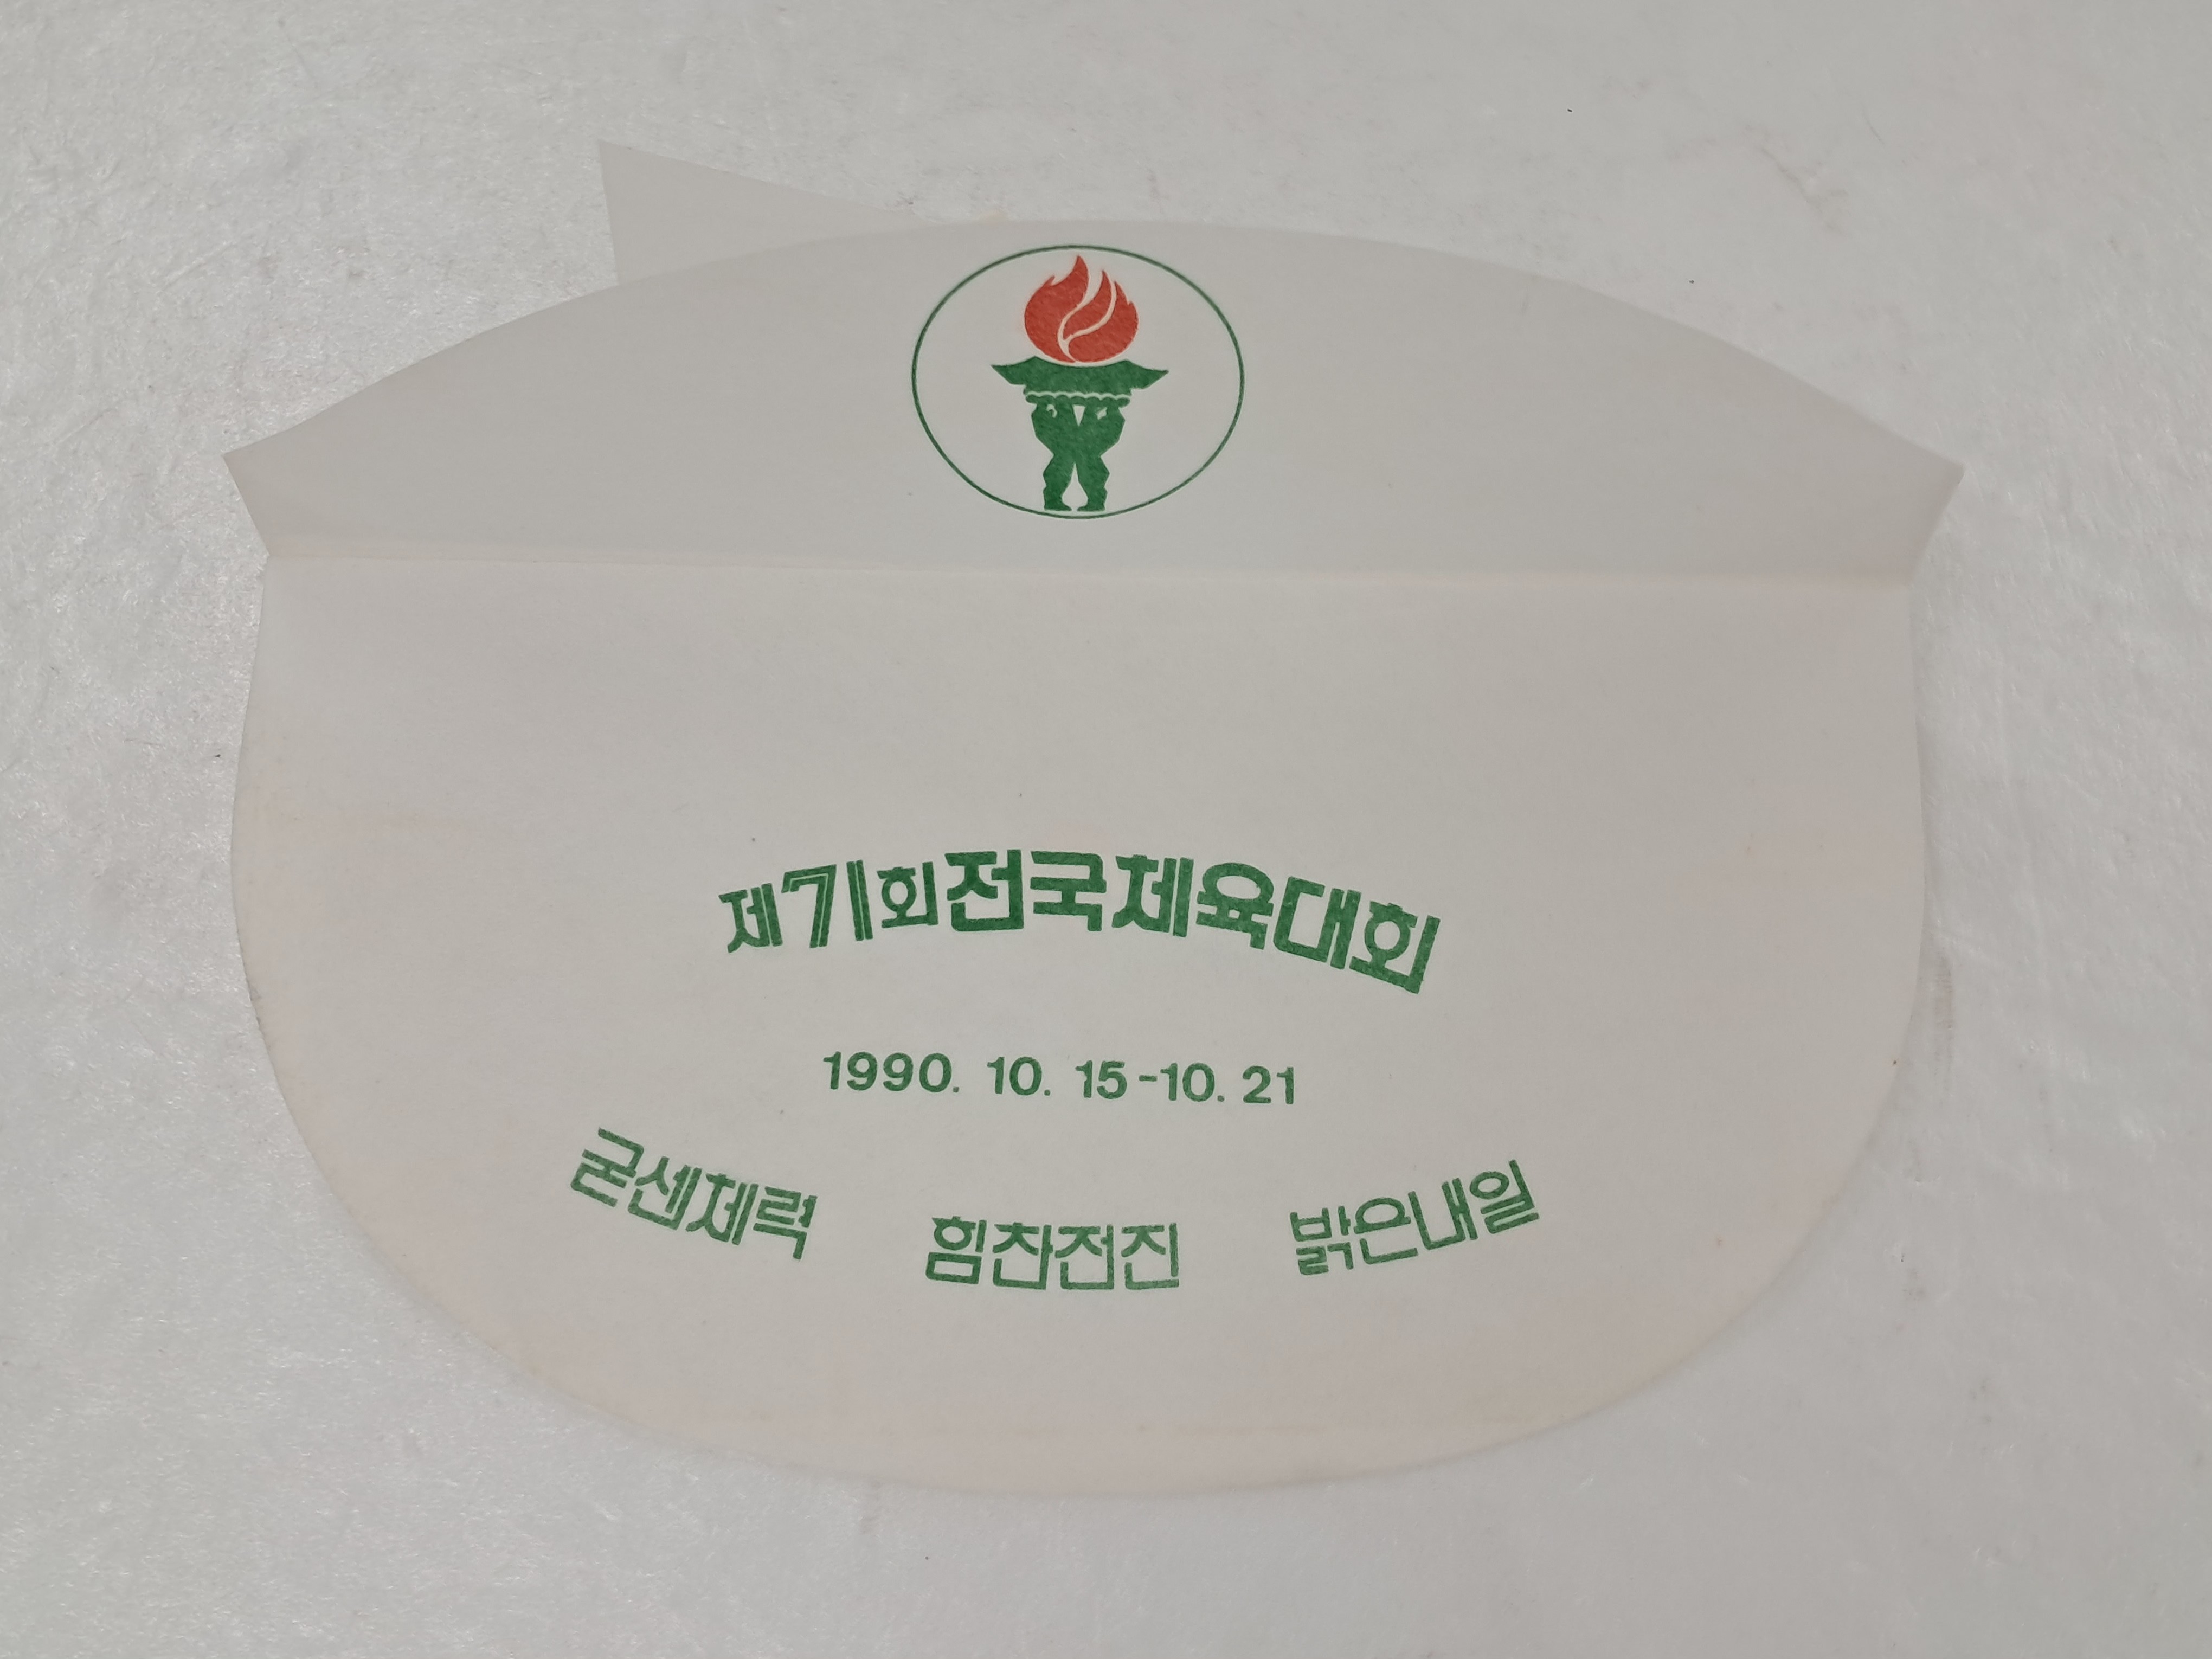 제71회전국체육대회
1990. 10. 15-10. 21
굳센체력 힘찬전진 밝은내일